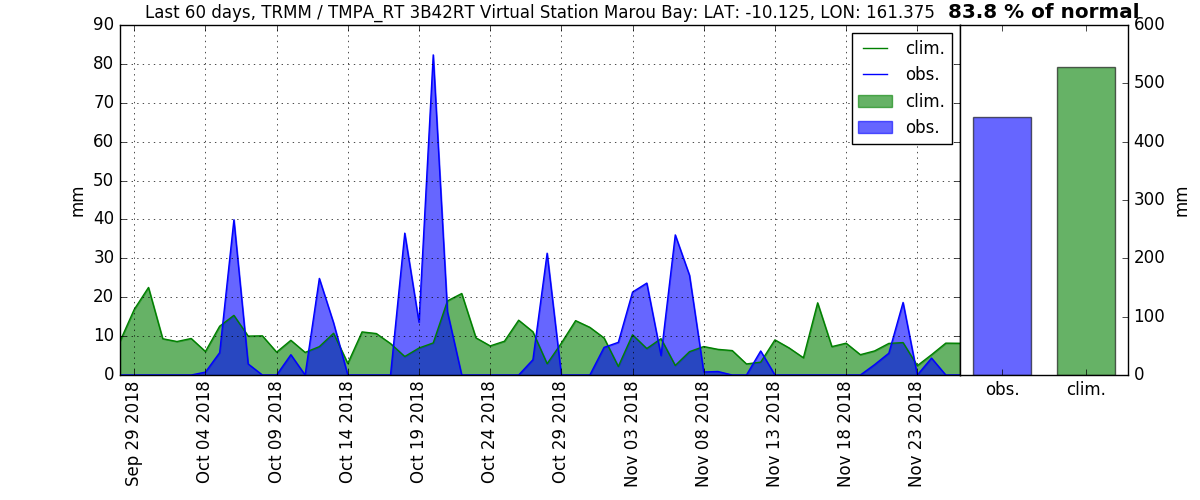 Last 60 days, TRMM / TMPA_RT 3B42RT Virtual Station Marou Bay: LAT: -10.125, LON: 161.375 83.8 % of normal
90
80
70
60
50
40
30
20
10
0
mm
clim.
obs.
clim.
obs.
Sep 29 2018
Oct 04 2018
Oct 09 2018
Oct 14 2018
Oct 19 2018
Oct 24 2018
Oct 29 2018
Nov 03 2018
Nov 08 2018
Nov 13 2018
Nov 18 2018
Nov 23 2018
600
500
400
300
200
100
0
mm
obs. clim.